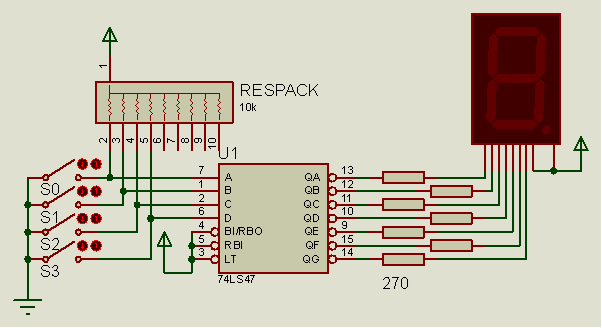 1
RESPACK
10k
2 3 4 5 6 7 8 9 10
U1
S0
S1
S2
S3
7 A QA 13
1 B QB 12
2 C QC 11
6 D QD 10
4 BI/RBO QE 9
5 RBI QF 15
3 LT QG 14
74LS47
270